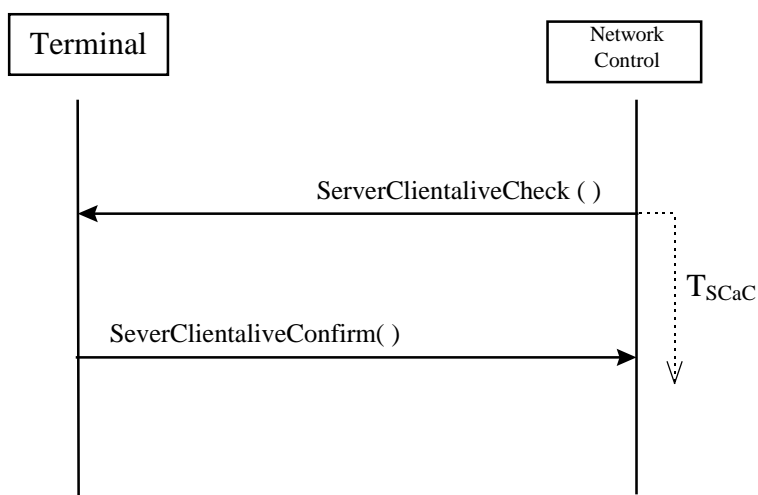 Terminal
Network
Control
ServerClientaliveCheck ( )
TSCaC
SeverClientaliveConfirm( )